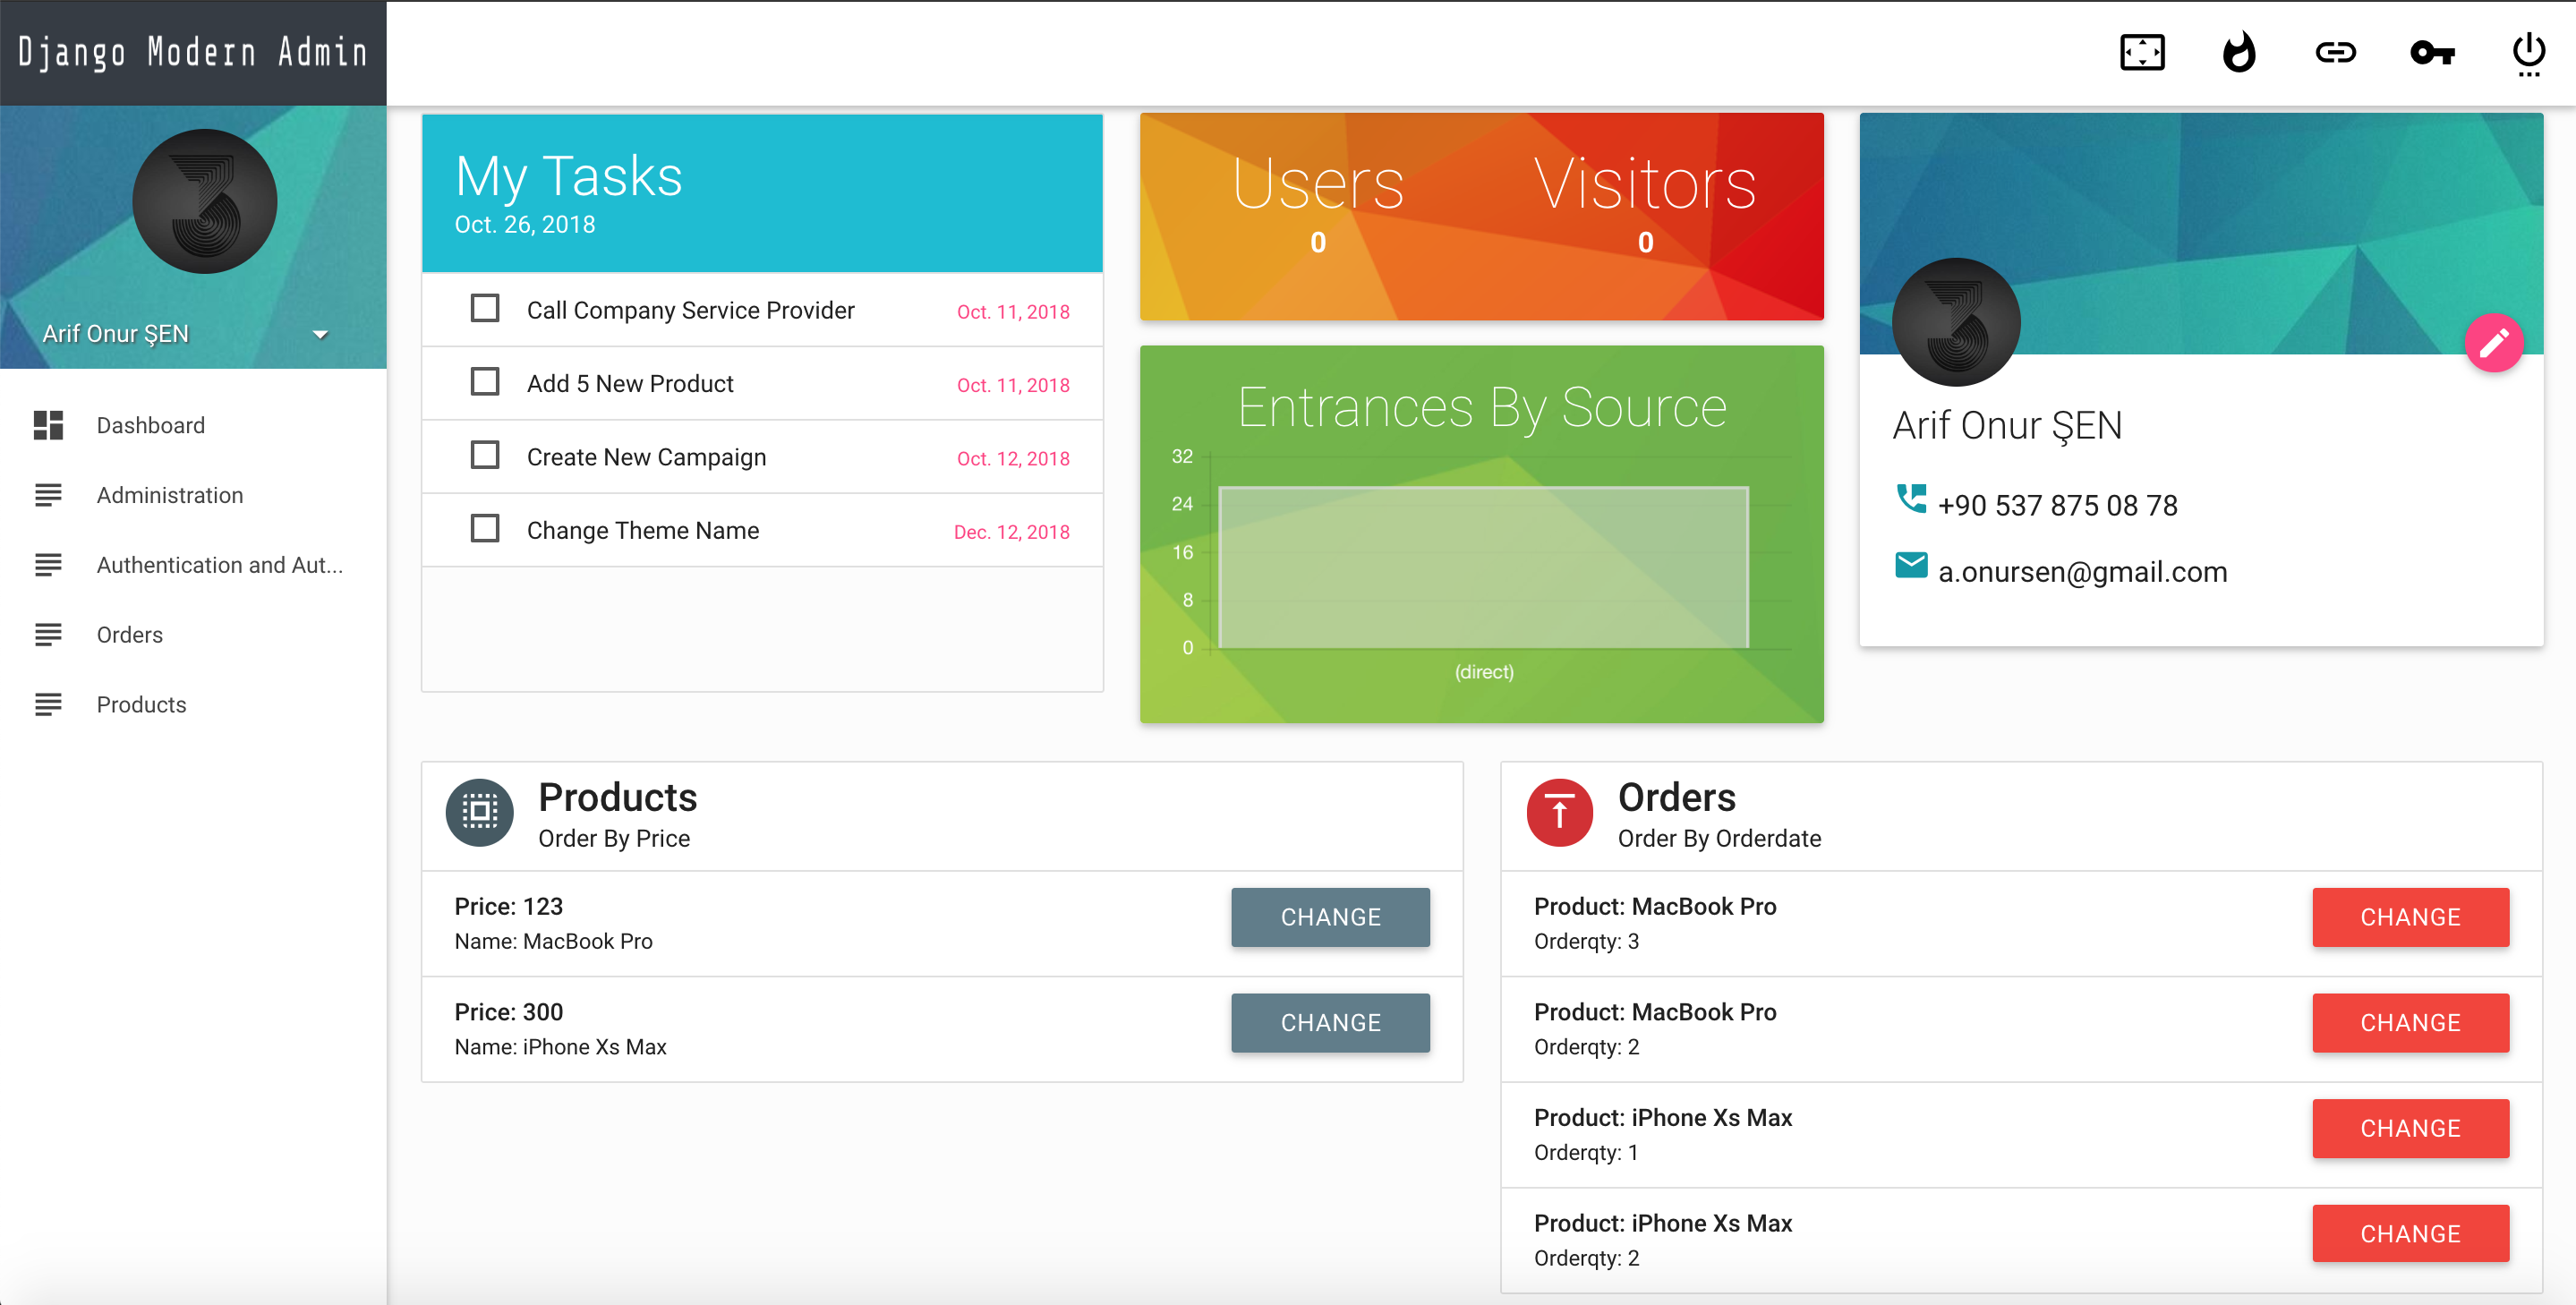 Django Modern Admin
Arif Onur ŞEN
Dashboard
Administration
Authentication and Aut...
Orders
Products
My Tasks
Oct. 26, 2018
Call Company Service Provider
Oct. 11, 2018
Add 5 New Product
Oct. 11, 2018
Create New Campaign
Oct. 12, 2018
Change Theme Name
Dec. 12, 2018
Users
0
Visitors
0
Entrances By Source
32
24
16
8
0
(direct)
Arif Onur ŞEN
+90 537 875 08 78
a.onursen@gmail.com
Products
Order By Price
Price: 123
Name: MacBook Pro
CHANGE
Price: 300
Name: iPhone Xs Max
CHANGE
Orders
Order By Orderdate
Product: MacBook Pro
Orderqty: 3
CHANGE
Product: MacBook Pro
Orderqty: 2
CHANGE
Product: iPhone Xs Max
Orderqty: 1
CHANGE
Product: iPhone Xs Max
Orderqty: 2
CHANGE